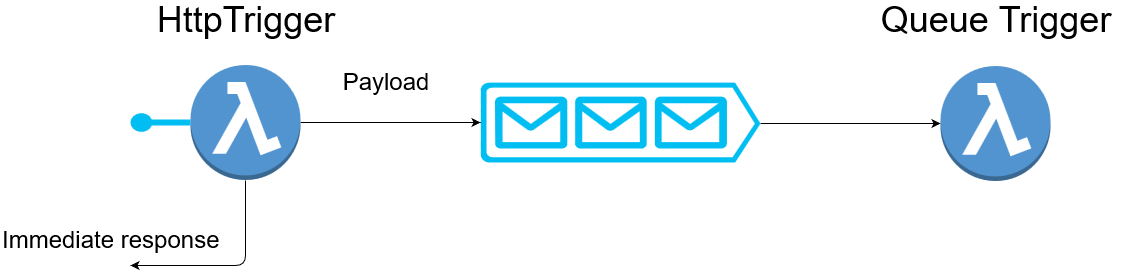 HttpTrigger
Queue Trigger
Payload
Immediate response